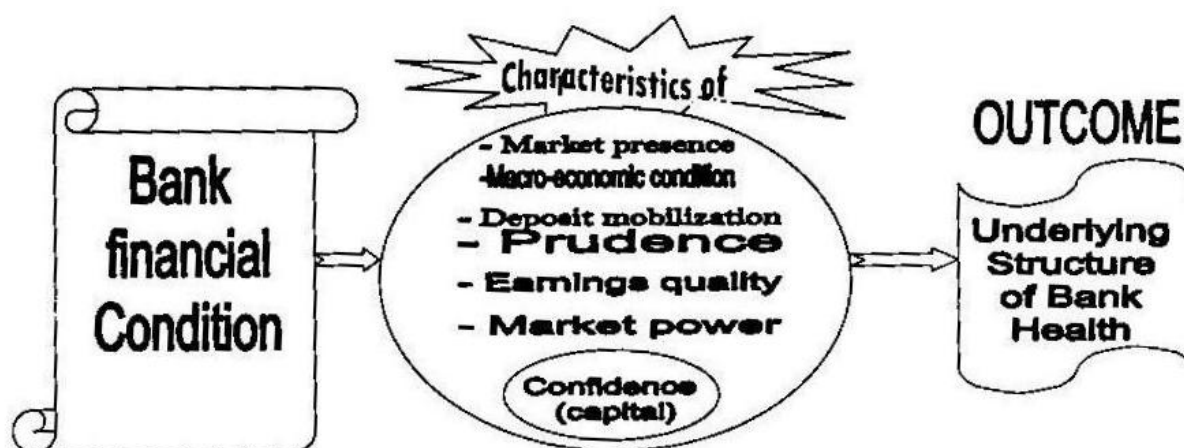 Bank
financial
Condition
Characteristics of
- Market presence
-Macro-economic condition
- Deposit mobilization
- Prudence
- Earnings quality
- Market power
Confidence
(capital)
OUTCOME
Underlying
Structure
of Bank
Health